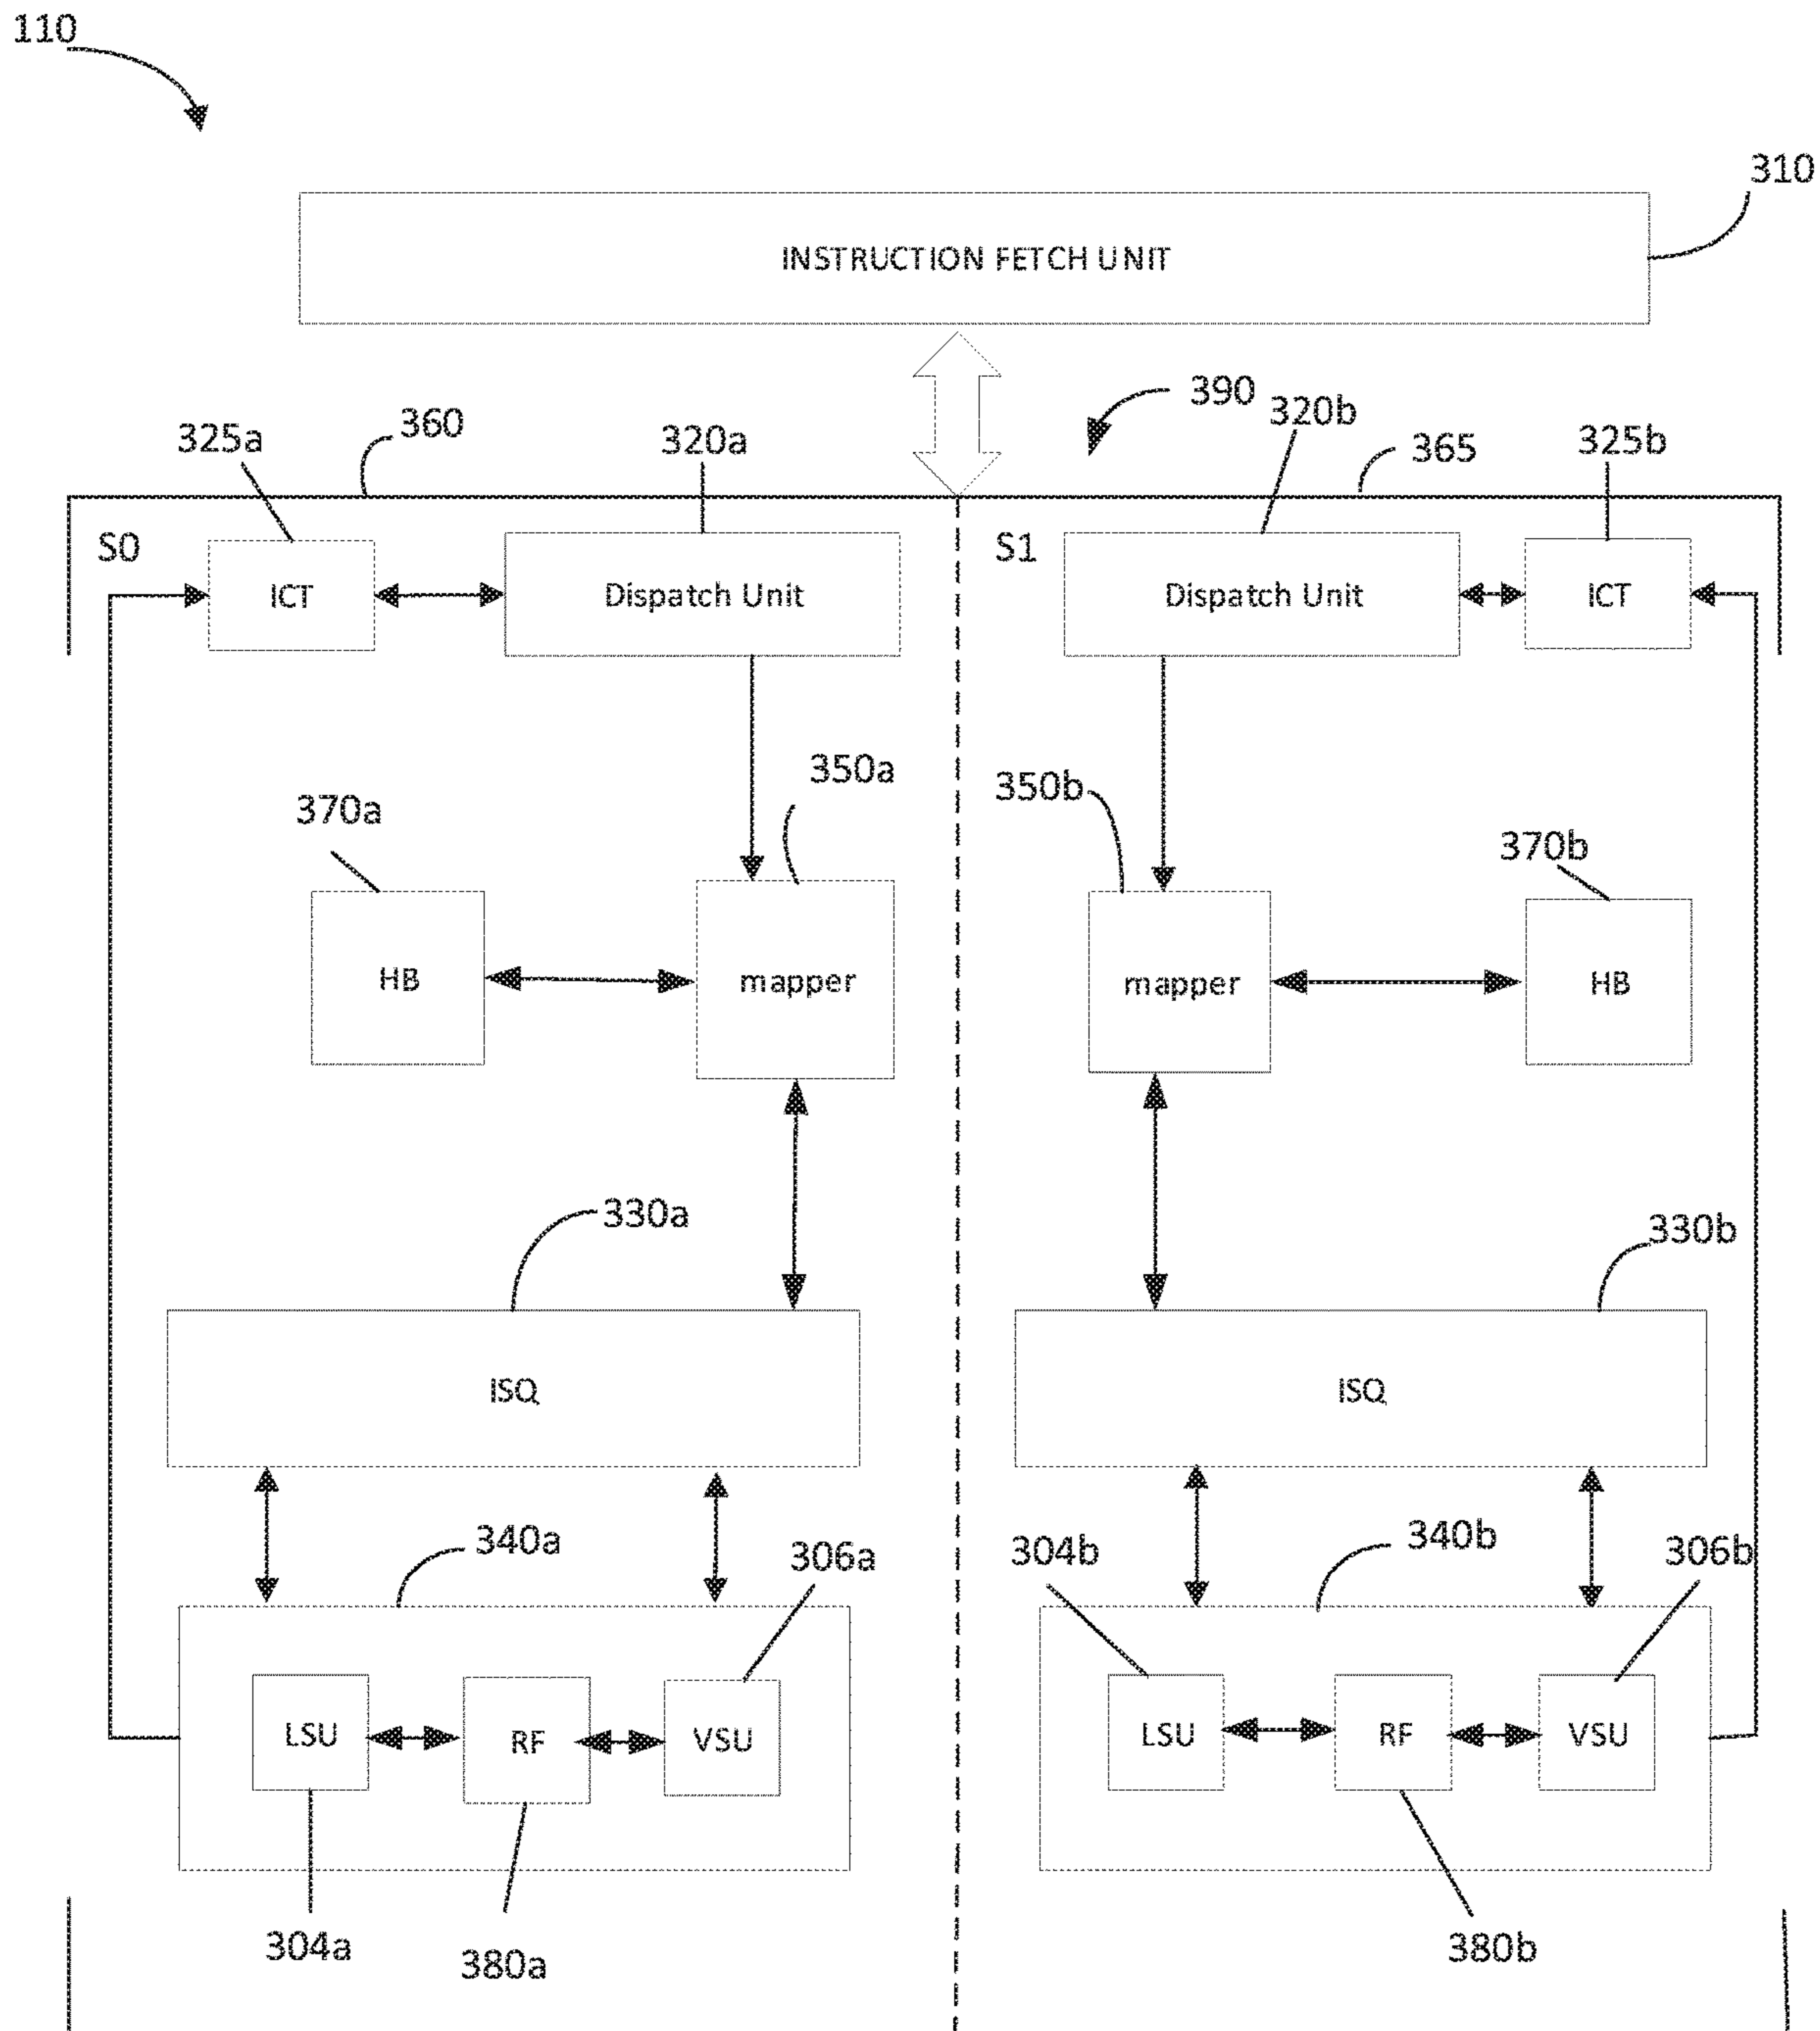 110
310
INSTRUCTION FETCH UNIT
390
360
320b
325a
320a
365
325b
S0
S1
ICT
Dispatch Unit
Dispatch Unit
ICT
350a
350b
370a
370b
HB
mapper
mapper
HB
330a
330b
ISQ
ISQ
340a
306a
304b
340b
306b
LSU
RF
VSU
LSU
RF
VSU
304a
380a
380b